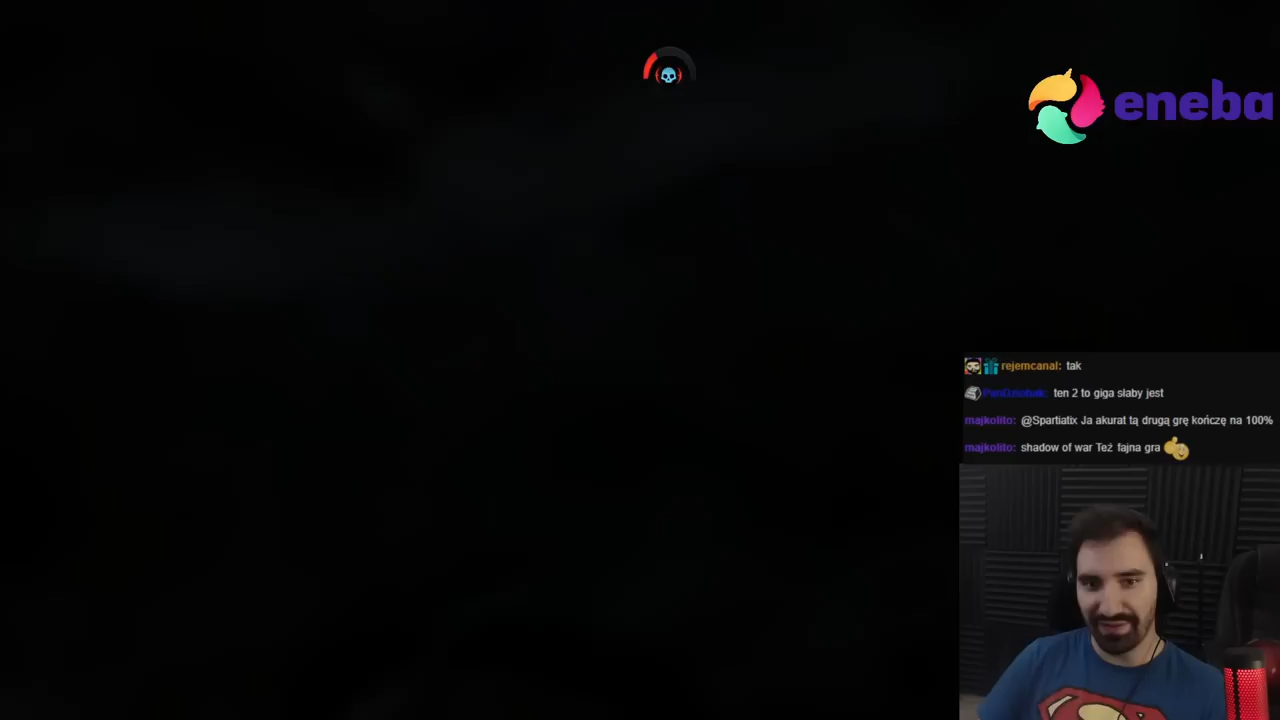 eneba
rejemcanal: tak
ten 2 to giga słaby jest
majkolito: @Spartiatix Ja akurat tą drugą grę kończę na 100%
majkolito: shadow of war Też fajna gra